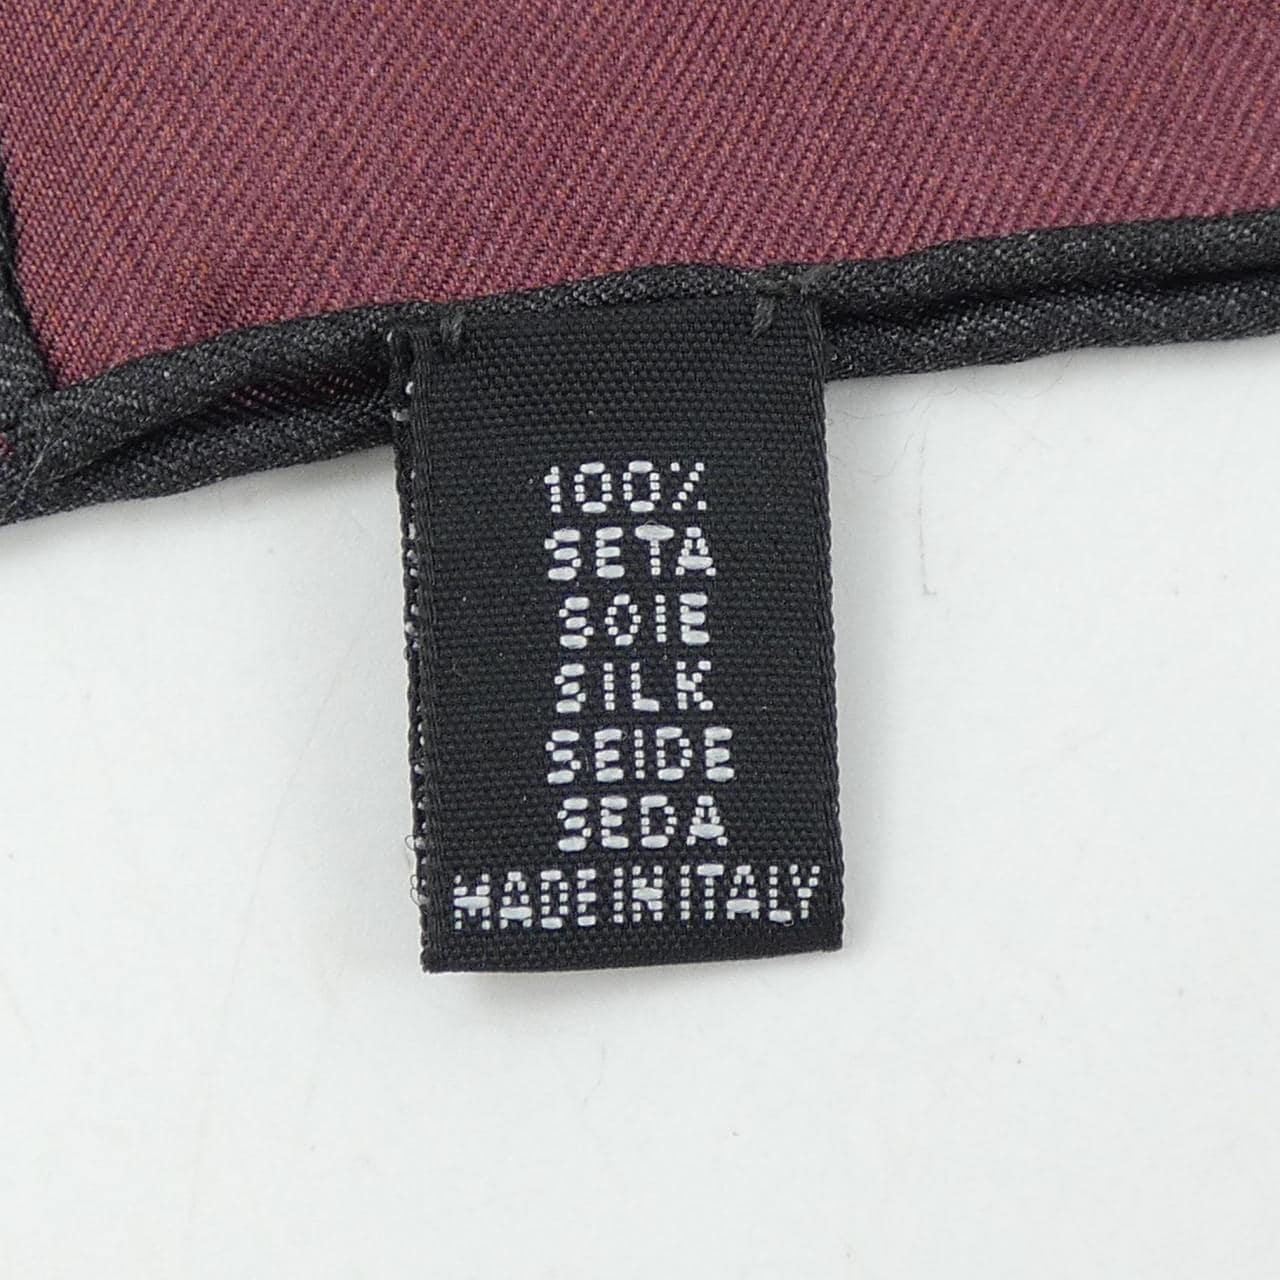 100%
SETA
SOIE
SILK
SEIDE
SEDA
MADE IN ITALY